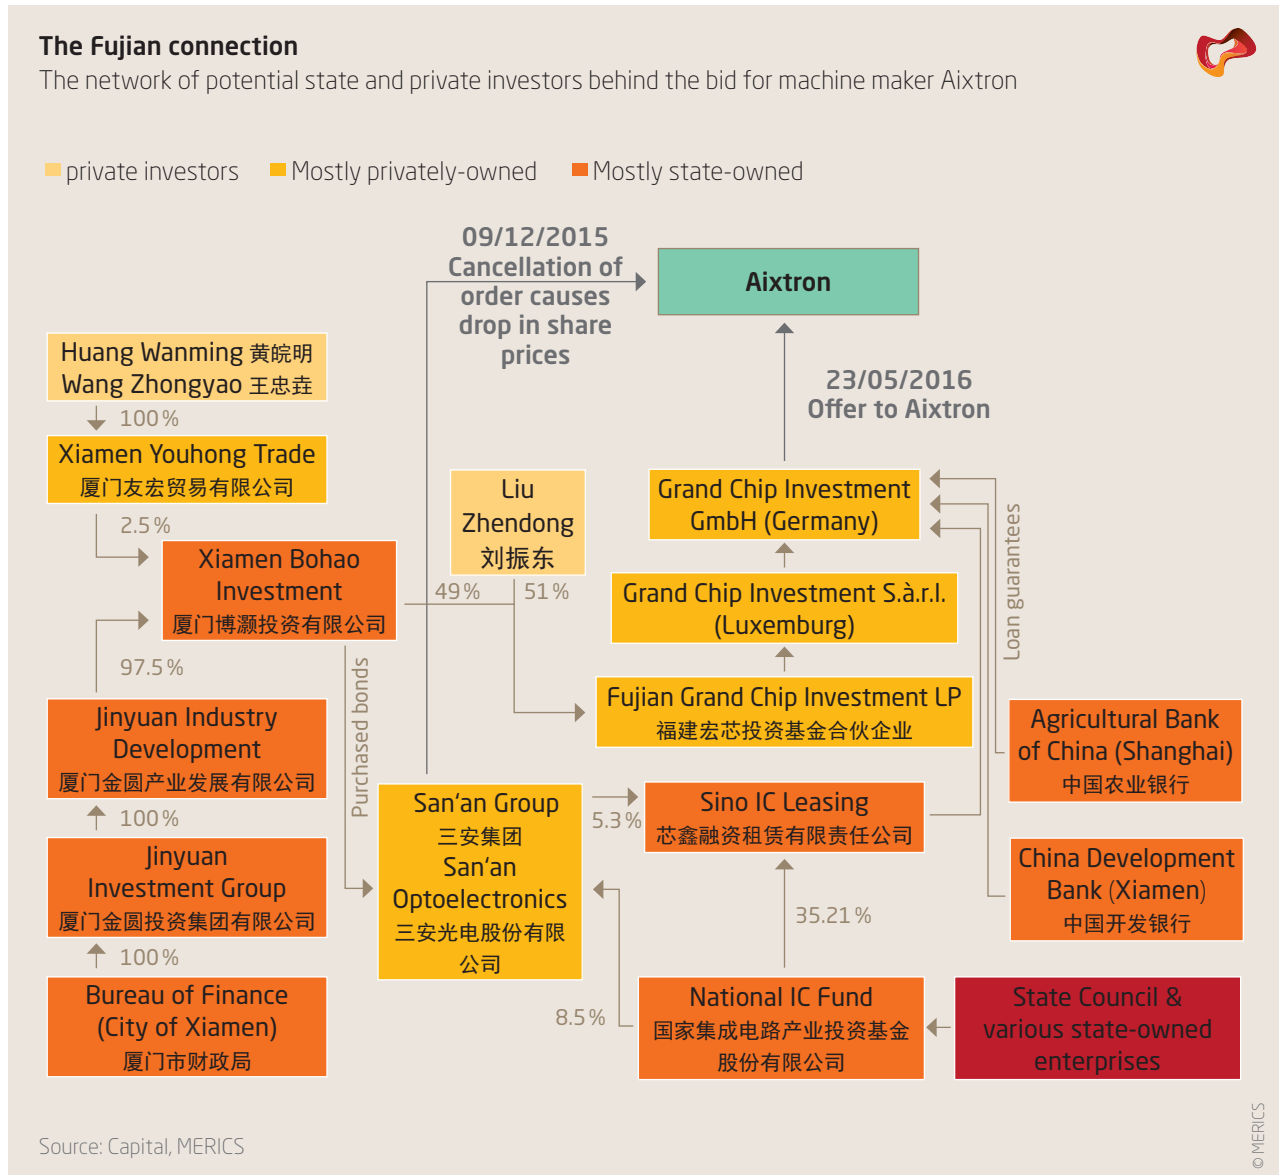 The Fujian connection
The network of potential state and private investors behind the bid for machine maker Aixtron
private investors
Mostly privately-owned
Mostly state-owned
09/12/2015
Cancellation of
order causes
drop in share
prices
Aixtron
23/05/2016
Offer to Aixtron
Huang Wanming 黄皖明
Wang Zhongyao 王忠垚
100 %
Xiamen Youhong Trade
厦门友宏贸易有限公司
2.5 %
Xiamen Bohao
Investment
厦门博灏投资有限公司
97.5 %
Jinyuan Industry
Development
厦门金圆产业发展有限公司
100 %
Jinyuan
Investment Group
厦门金圆投资集团有限公司
100 %
Bureau of Finance
(City of Xiamen)
厦门市财政局
Liu
Zhendong
刘振东
49 %
51 %
Purchased bonds
Grand Chip Investment
GmbH (Germany)
Grand Chip Investment S.à.r.l.
(Luxemburg)
Fujian Grand Chip Investment LP
福建宏芯投资基金合伙企业
Loan guarantees
Agricultural Bank
of China (Shanghai)
中国农业银行
China Development
Bank (Xiamen)
中国开发银行
San‘an Group
三安集团
San‘an
Optoelectronics
三安光电股份有限
公司
5.3 %
Sino IC Leasing
芯鑫融资租赁有限责任公司
35.21 %
8.5 %
National IC Fund
国家集成电路产业投资基金
股份有限公司
State Council &
various state-owned
enterprises
Source: Capital, MERICS
© MERICS